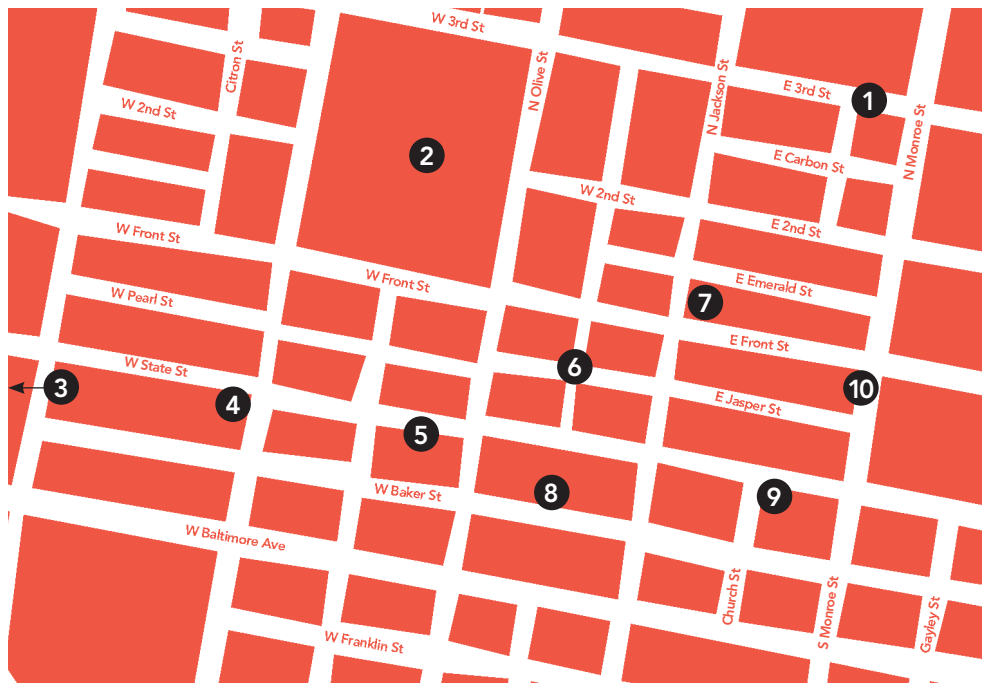 W 3rd St
Citron St
N Olive St
N Jackson St
E 3rd St
1
W 2nd St
N Monroe St
2
E Carbon St
W 2nd St
E 2nd St
W Front St
W Front St
E Emerald St
W Pearl St
7
E Front St
W State St
6
3
10
4
E Jasper St
5
W Baker St
8
9
W Baltimore Ave
Church St
S Monroe St
Gayley St
W Franklin St